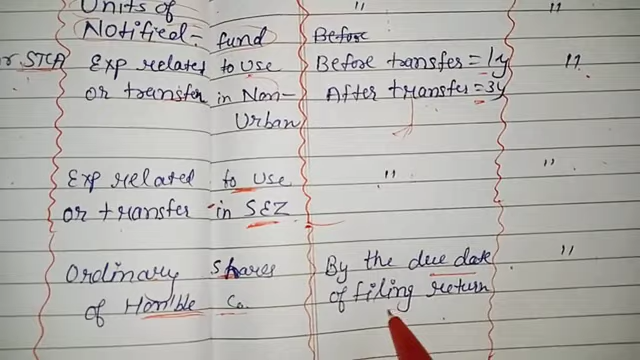 Units of "
Notified fund Before
or STCA Exp relates to use Before transfer = 1y "
or transfer in Non- After transfer = 3y
Urban
Exp related to use " "
or transfer in SEZ
Ordinary Shares By the due date "
of Co. of filing return